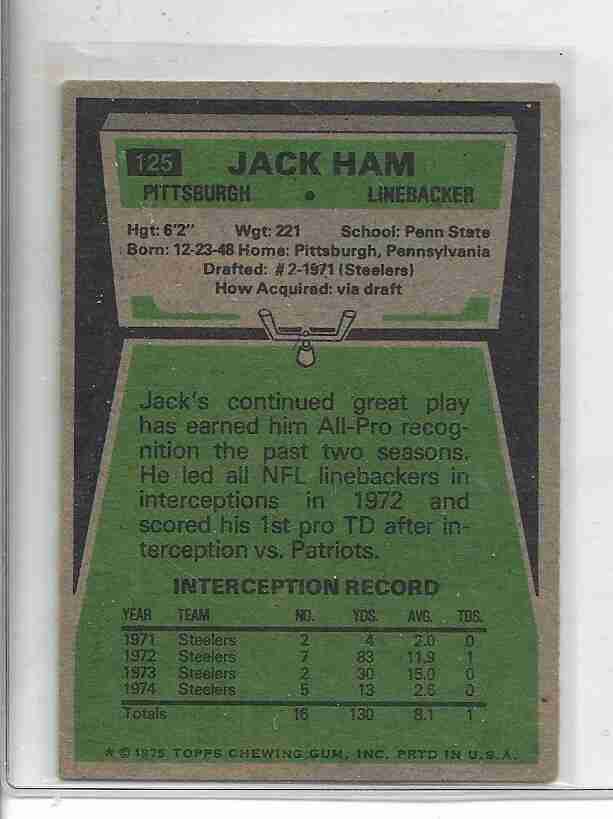 125 JACK HAM
PITTSBURGH • LINEBACKER
Hgt: 6'2" Wgt: 221 School: Penn State
Born: 12-23-48 Home: Pittsburgh, Pennsylvania
Drafted: #2-1971 (Steelers)
How Acquired: via draft
Jack's continued great play
has earned him All-Pro recog-
nition the past two seasons.
He led all NFL linebackers in
interceptions in 1972 and
scored his 1st pro TD after in-
terception vs. Patriots.
INTERCEPTION RECORD
YEAR TEAM NO. YDS. AVG. TDS.
1971 Steelers 2 4 2.0 0
1972 Steelers 7 83 11.9 1
1973 Steelers 2 30 15.0 0
1974 Steelers 5 13 2.6 0
Totals 16 130 8.1 1
★ © 1975 TOPPS CHEWING GUM, INC. PRTD IN U.S.A.